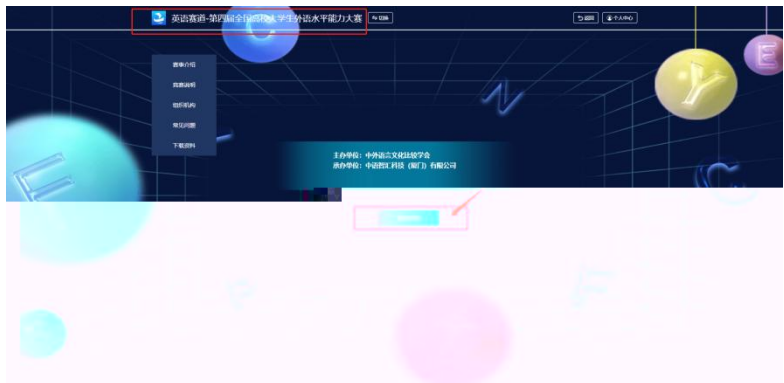 英语赛道-第四届全国高校大学生外语水平能力大赛 切换
返回 个人中心
赛事介绍
竞赛说明
组织机构
常见问题
下载资料
主办单位：中外语言文化比较学会
承办单位：中语智汇科技（厦门）有限公司
N
E
Y
C
E
C
F